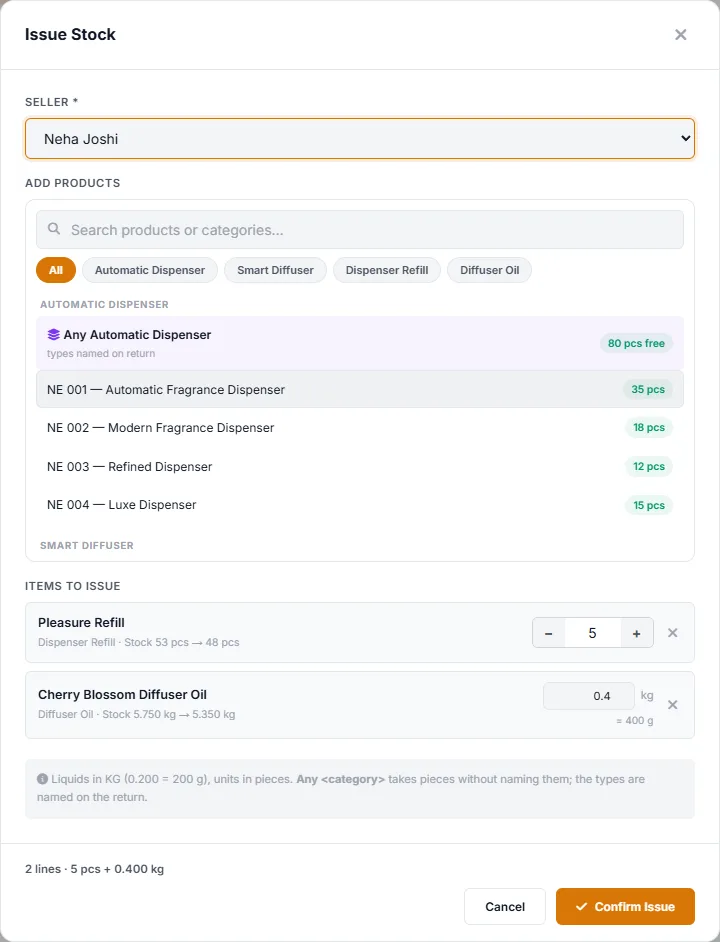 Issue Stock
SELLER *
Neha Joshi
ADD PRODUCTS
Search products or categories...
All
Automatic Dispenser
Smart Diffuser
Dispenser Refill
Diffuser Oil
AUTOMATIC DISPENSER
Any Automatic Dispenser
types named on return
80 pcs free
NE 001 — Automatic Fragrance Dispenser
35 pcs
NE 002 — Modern Fragrance Dispenser
18 pcs
NE 003 — Refined Dispenser
12 pcs
NE 004 — Luxe Dispenser
15 pcs
SMART DIFFUSER
ITEMS TO ISSUE
Pleasure Refill
Dispenser Refill · Stock 53 pcs → 48 pcs
− 5 +
Cherry Blossom Diffuser Oil
Diffuser Oil · Stock 5.750 kg → 5.350 kg
0.4 kg
= 400 g
Liquids in KG (0.200 = 200 g), units in pieces. Any <category> takes pieces without naming them; the types are
named on the return.
2 lines · 5 pcs + 0.400 kg
Cancel
Confirm Issue